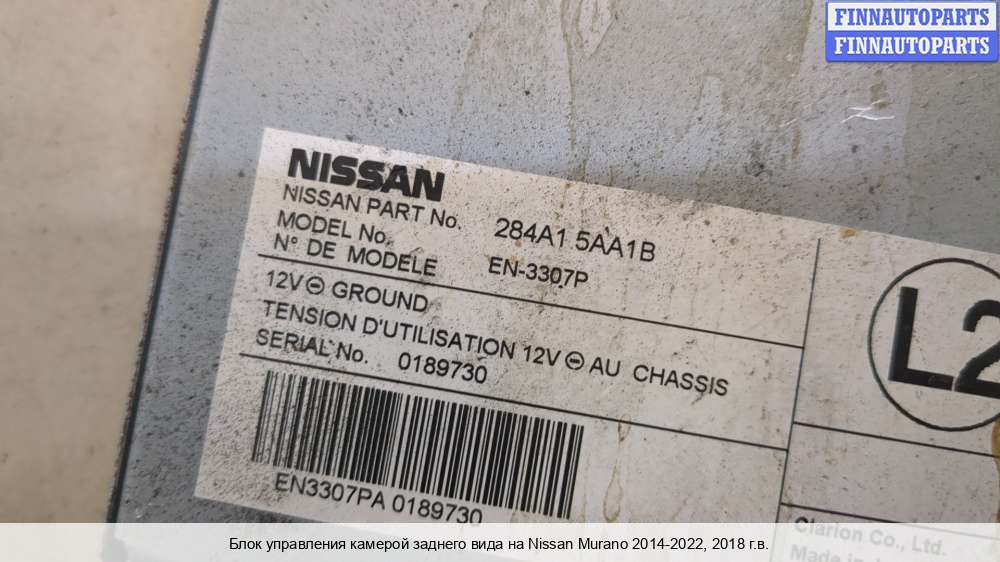 FINNAUTOPARTS
FINNAUTOPARTS
NISSAN
NISSAN PART No. 284A1 5AA1B
MODEL No.
N° DE MODELE EN-3307P
12V GROUND
TENSION D'UTILISATION 12V AU CHASSIS
SERIAL No. 0189730
EN3307PA 0189730
L2
Clarion Co., Ltd.
Made in
Блок управления камерой заднего вида на Nissan Murano 2014-2022, 2018 г.в.